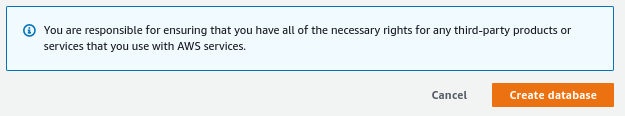 You are responsible for ensuring that you have all of the necessary rights for any third-party products or
services that you use with AWS services.
Cancel
Create database